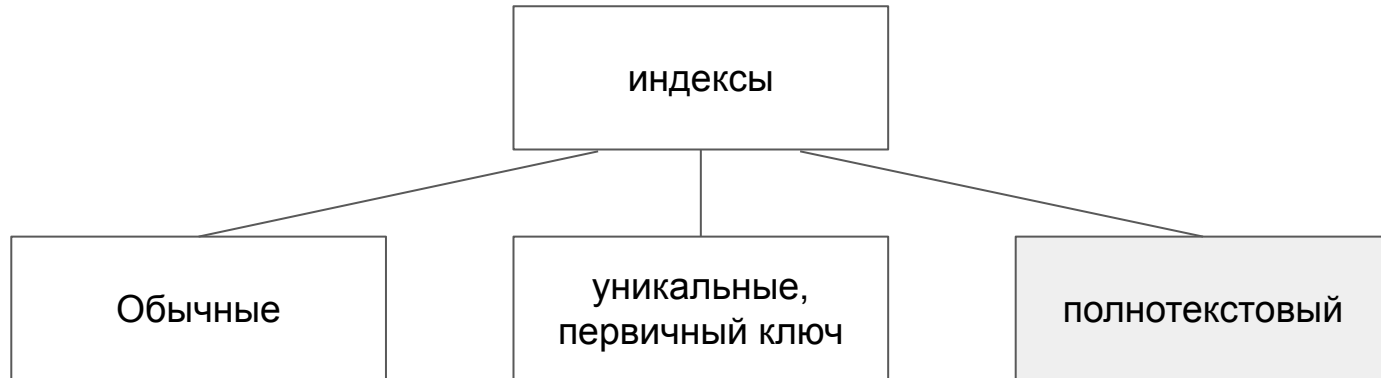 индексы
Обычные
уникальные,
первичный ключ
полнотекстовый